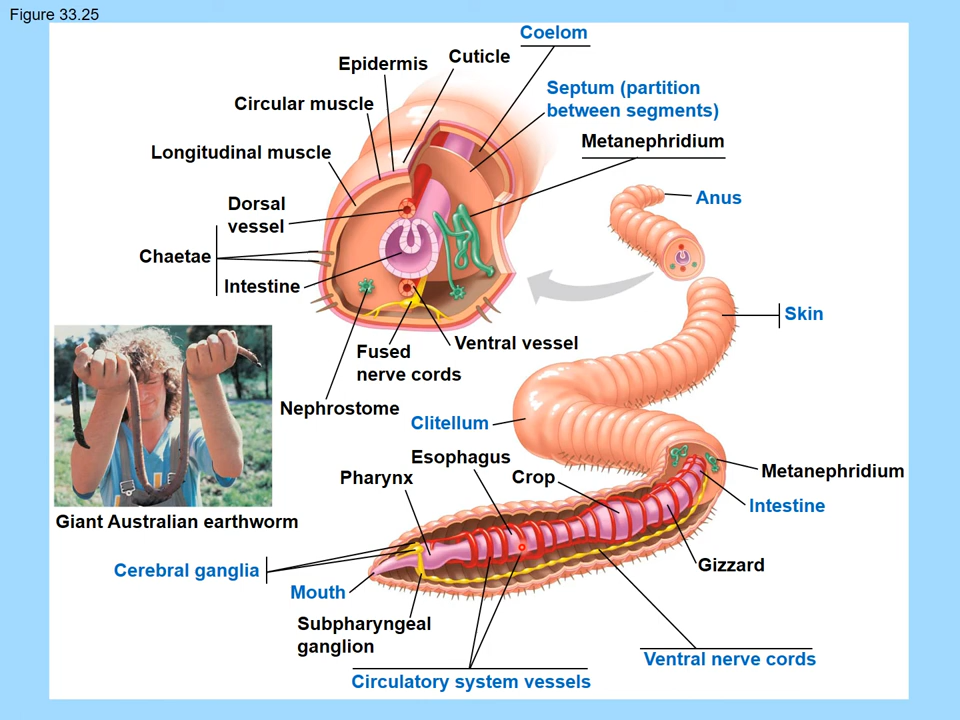 Figure 33.25
Coelom
Epidermis
Cuticle
Septum (partition
between segments)
Circular muscle
Metanephridium
Longitudinal muscle
Anus
Dorsal
vessel
Chaetae
Intestine
Skin
Ventral vessel
Fused
nerve cords
Nephrostome
Clitellum
Esophagus
Pharynx
Crop
Metanephridium
Intestine
Giant Australian earthworm
Gizzard
Cerebral ganglia
Mouth
Subpharyngeal
ganglion
Ventral nerve cords
Circulatory system vessels